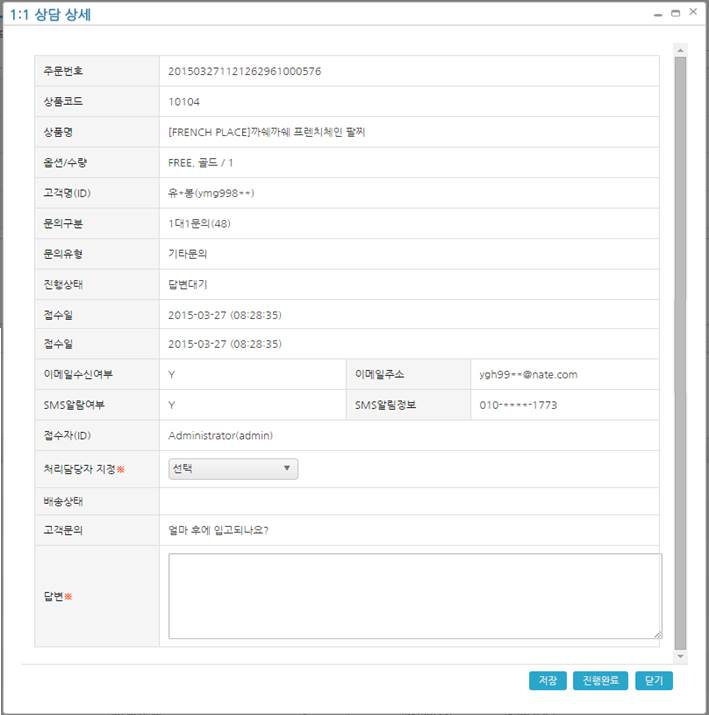 1:1 상담 상세
주문번호 201503271121262961000576
상품코드 10104
상품명 [FRENCH PLACE]까쉐까쉐 프렌치체인 팔찌
옵션/수량 FREE, 골드 / 1
고객명(ID) 유*봉(ymg998**)
문의구분 1대1문의(48)
문의유형 기타문의
진행상태 답변대기
접수일 2015-03-27 (08:28:35)
접수일 2015-03-27 (08:28:35)
이메일수신여부 Y 이메일주소 ygh99**@nate.com
SMS알람여부 Y SMS알림정보 010-****-1773
접수자(ID) Administrator(admin)
처리담당자 지정※ 선택
배송상태
고객문의 얼마 후에 입고되나요?
답변※
저장 진행완료 닫기